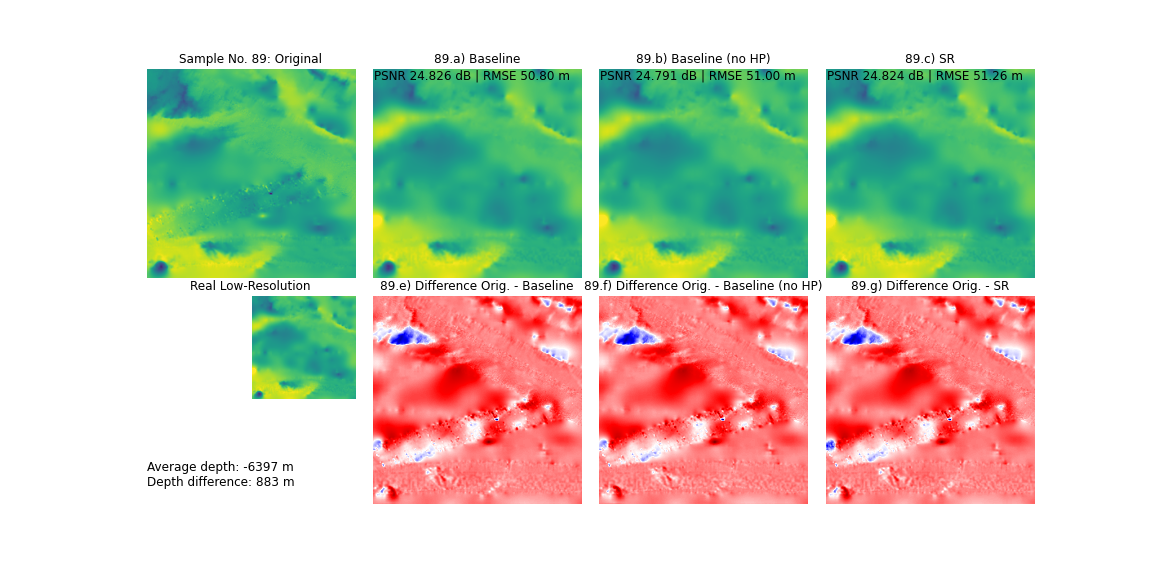 Sample No. 89: Original
89.a) Baseline
89.b) Baseline (no HP)
89.c) SR
PSNR 24.826 dB | RMSE 50.80 m
PSNR 24.791 dB | RMSE 51.00 m
PSNR 24.824 dB | RMSE 51.26 m
Real Low-Resolution
89.e) Difference Orig. - Baseline
89.f) Difference Orig. - Baseline (no HP)
89.g) Difference Orig. - SR
Average depth: -6397 m
Depth difference: 883 m